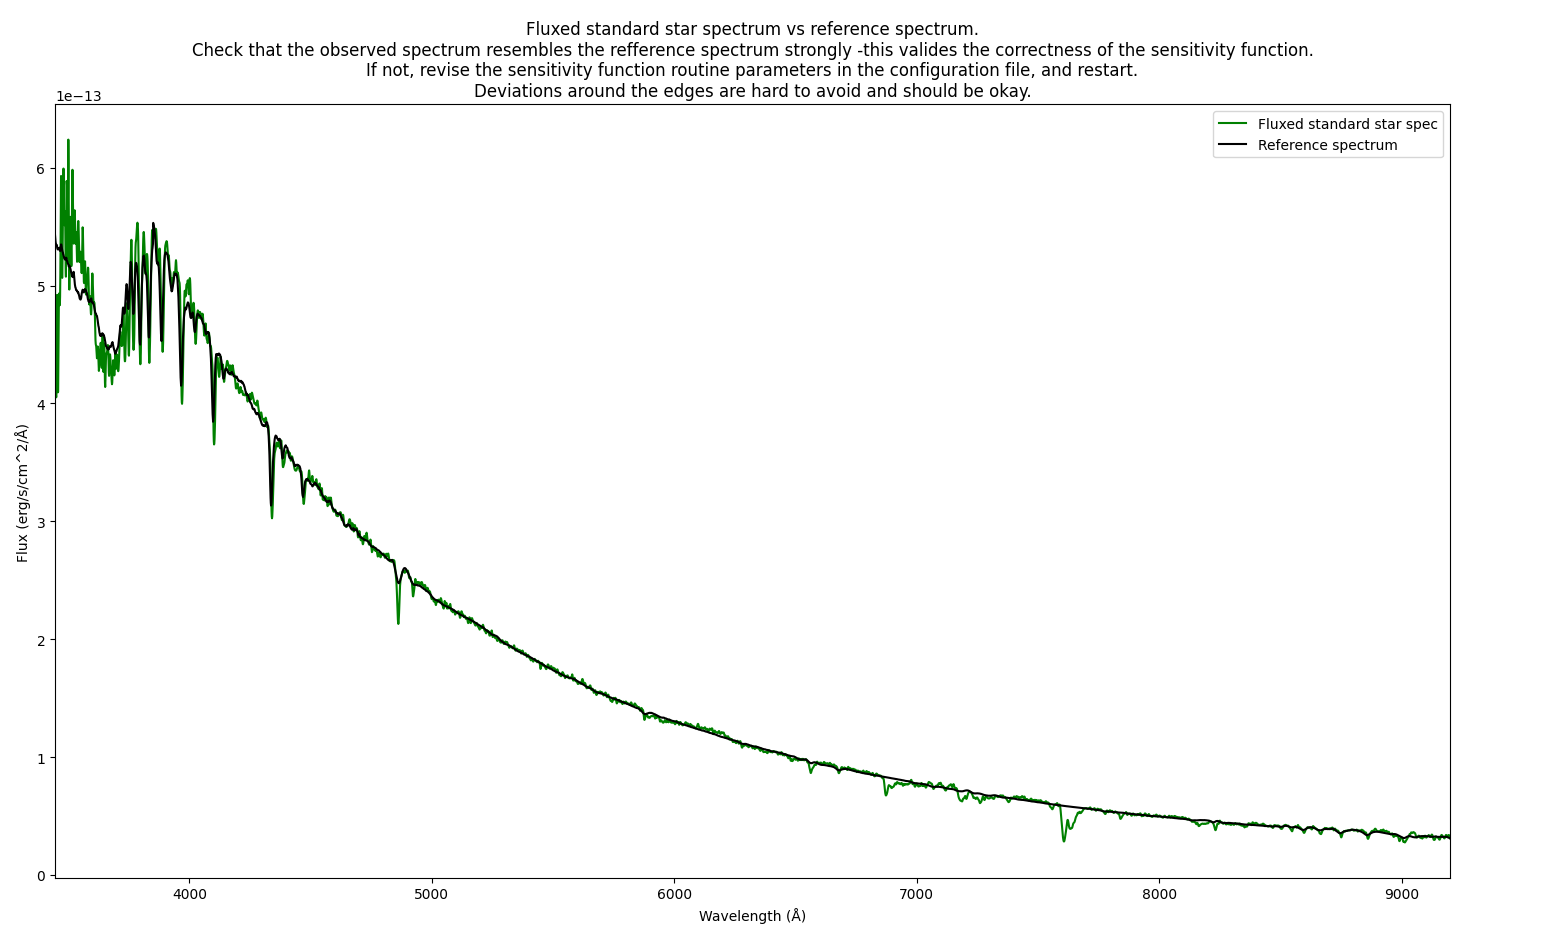 Fluxed standard star spectrum vs reference spectrum.
Check that the observed spectrum resembles the refference spectrum strongly -this valides the correctness of the sensitivity function.
If not, revise the sensitivity function routine parameters in the configuration file, and restart.
Deviations around the edges are hard to avoid and should be okay.
1e−13
Fluxed standard star spec
Reference spectrum
6
5
4
3
2
1
0
Flux (erg/s/cm^2/Å)
4000 5000 6000 7000 8000 9000
Wavelength (Å)